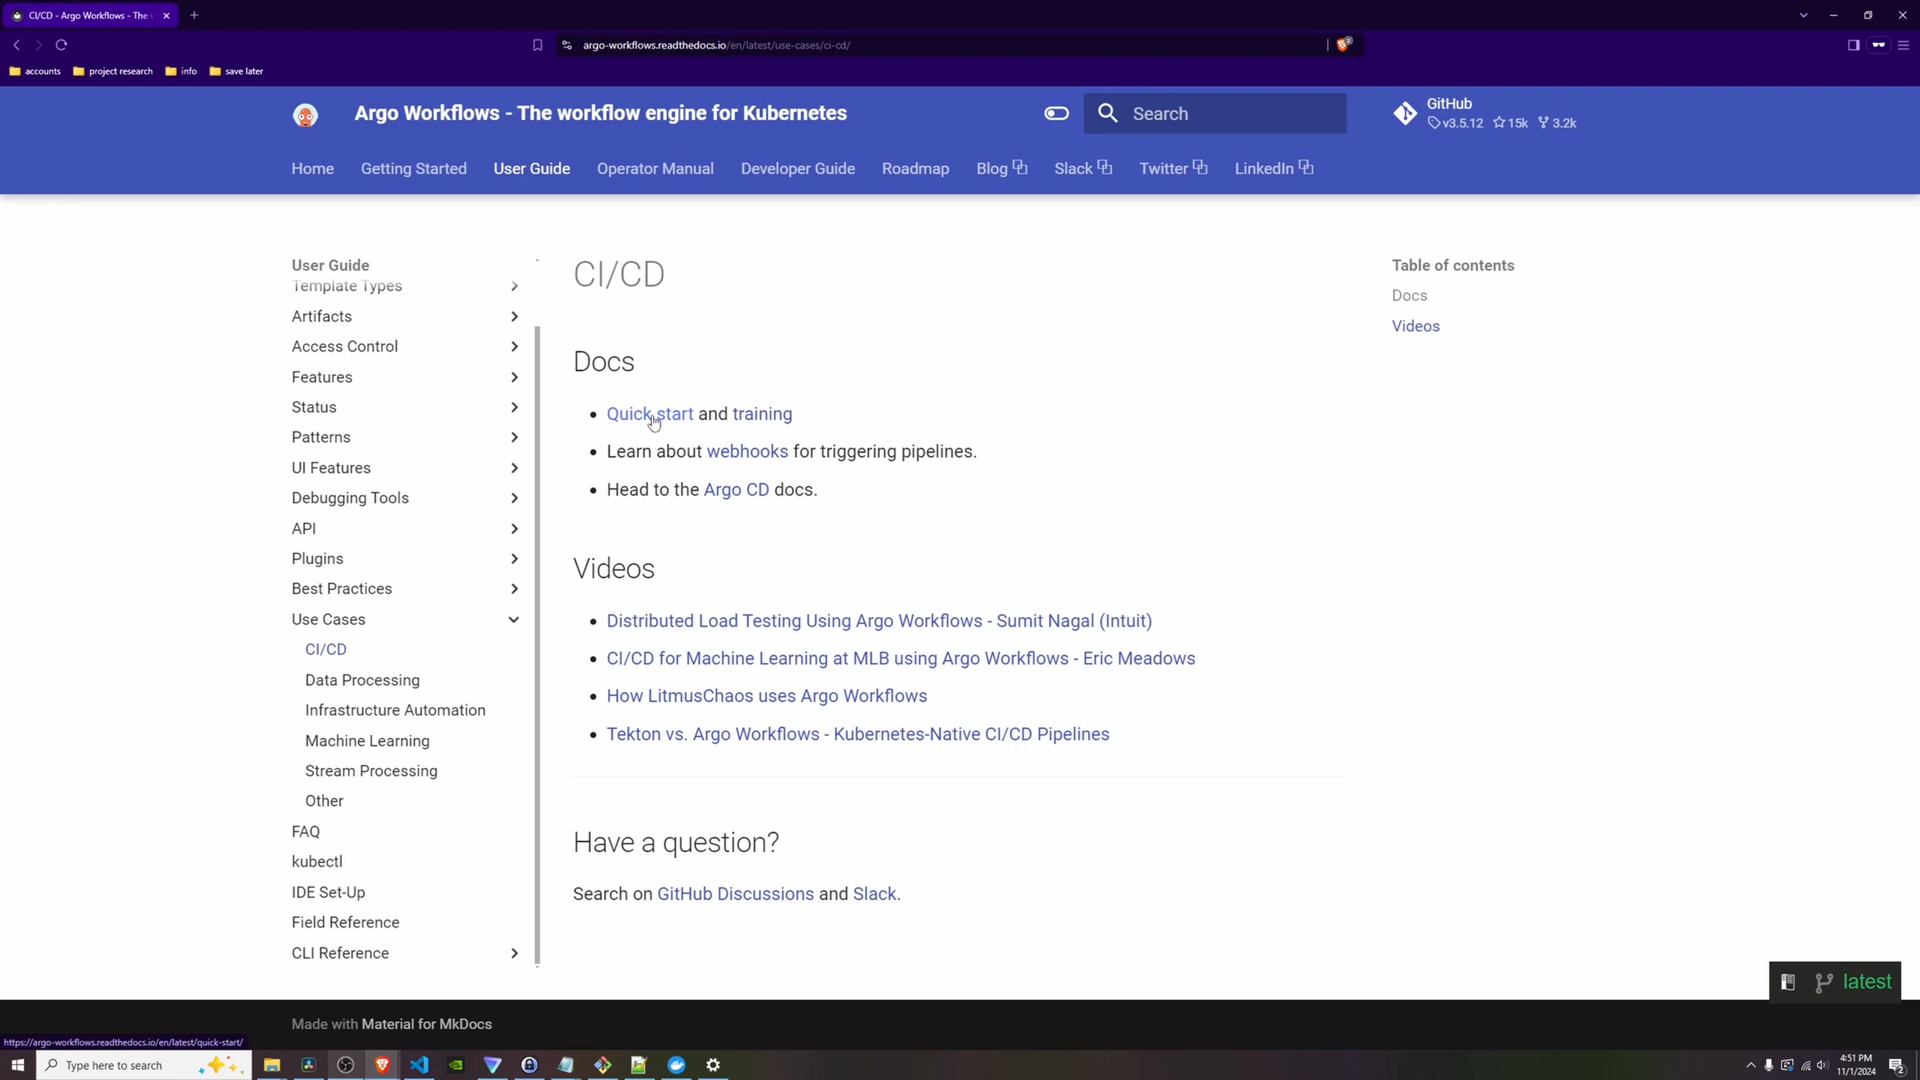 CI/CD - Argo Workflows - The
argo-workflows.readthedocs.io/en/latest/use-cases/ci-cd/
accounts
project research
info
save later
Argo Workflows - The workflow engine for Kubernetes
Search
GitHub
v3.5.12 15k 3.2k
Home
Getting Started
User Guide
Operator Manual
Developer Guide
Roadmap
Blog
Slack
Twitter
LinkedIn
User Guide
Template Types
Artifacts
Access Control
Features
Status
Patterns
UI Features
Debugging Tools
API
Plugins
Best Practices
Use Cases
CI/CD
Data Processing
Infrastructure Automation
Machine Learning
Stream Processing
Other
FAQ
kubectl
IDE Set-Up
Field Reference
CLI Reference
CI/CD
Docs
Quick start and training
Learn about webhooks for triggering pipelines.
Head to the Argo CD docs.
Videos
Distributed Load Testing Using Argo Workflows - Sumit Nagal (Intuit)
CI/CD for Machine Learning at MLB using Argo Workflows - Eric Meadows
How LitmusChaos uses Argo Workflows
Tekton vs. Argo Workflows - Kubernetes-Native CI/CD Pipelines
Have a question?
Search on GitHub Discussions and Slack.
Table of contents
Docs
Videos
latest
Made with Material for MkDocs
https://argo-workflows.readthedocs.io/en/latest/quick-start/
Type here to search
4:51 PM
11/1/2024